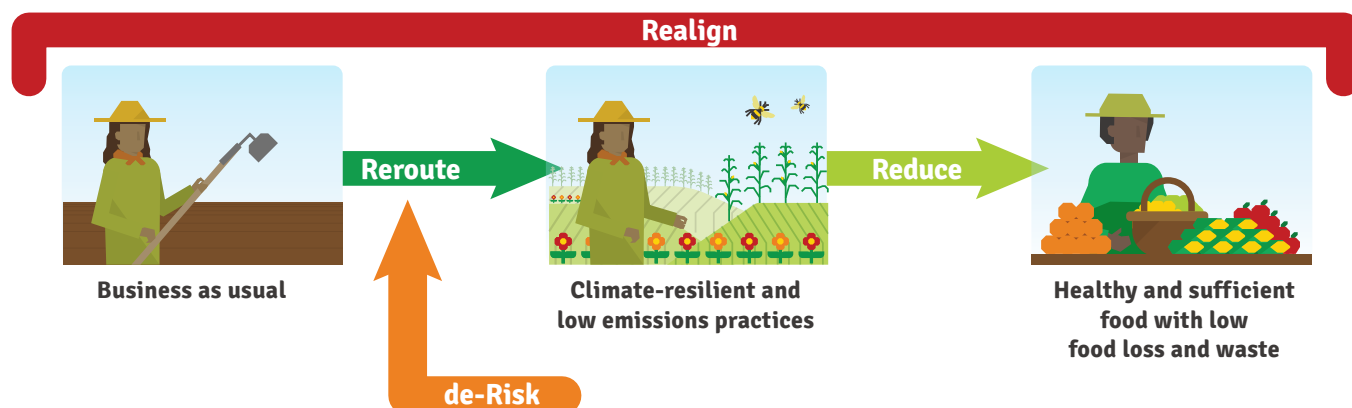 Realign
Reroute
Reduce
Business as usual
Climate-resilient and
low emissions practices
Healthy and sufficient
food with low
food loss and waste
de-Risk